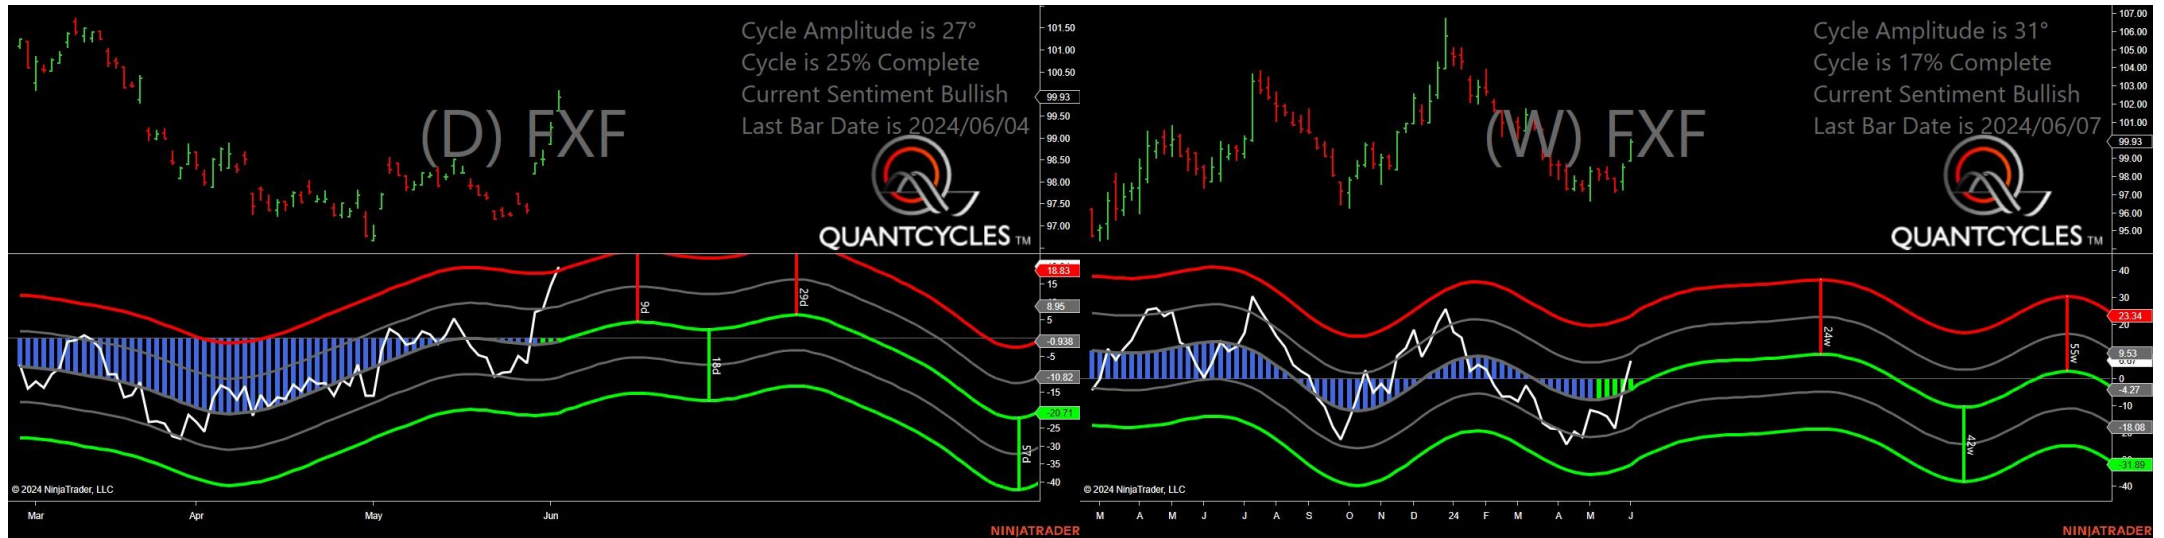 Cycle Amplitude is 27°
Cycle is 25% Complete
Current Sentiment Bullish
Last Bar Date is 2024/06/04
(D) FXF
QUANTCYCLES TM
101.50
101.00
100.50
99.93
99.50
99.00
98.50
98.00
97.50
97.00
18.83
15
8.95
5
-0.938
-5
-10.82
-15
-20.71
-25
-30
-35
-40
9d
29d
18d
57d
© 2024 NinjaTrader, LLC
Mar Apr May Jun
NINJATRADER
Cycle Amplitude is 31°
Cycle is 17% Complete
Current Sentiment Bullish
Last Bar Date is 2024/06/07
(W) FXF
QUANTCYCLES TM
107.00
106.00
105.00
104.00
103.00
102.00
101.00
99.93
99.00
98.00
97.00
96.00
95.00
40
30
23.34
20
9.53
0
-4.27
-10
-18.08
-31.89
-40
24w
55w
42w
© 2024 NinjaTrader, LLC
M A M J J A S O N D 24 F M A M J
NINJATRADER